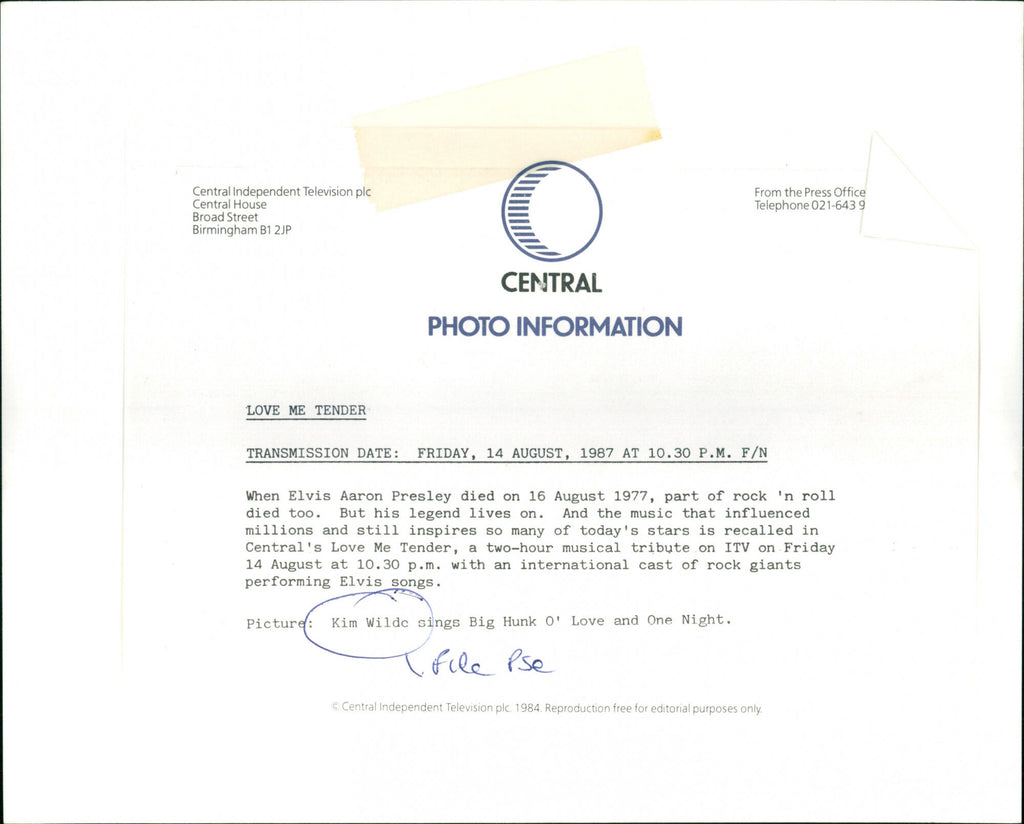 Central Independent Television plc
Central House
Broad Street
Birmingham B1 2JP
From the Press Office
Telephone 021-643 9
CENTRAL
PHOTO INFORMATION
LOVE ME TENDER
TRANSMISSION DATE: FRIDAY, 14 AUGUST, 1987 AT 10.30 P.M. F/N
When Elvis Aaron Presley died on 16 August 1977, part of rock 'n roll
died too. But his legend lives on. And the music that influenced
millions and still inspires so many of today's stars is recalled in
Central's Love Me Tender, a two-hour musical tribute on ITV on Friday
14 August at 10.30 p.m. with an international cast of rock giants
performing Elvis songs.
Picture: Kim Wilde sings Big Hunk O' Love and One Night.
File Pse
© Central Independent Television plc. 1984. Reproduction free for editorial purposes only.